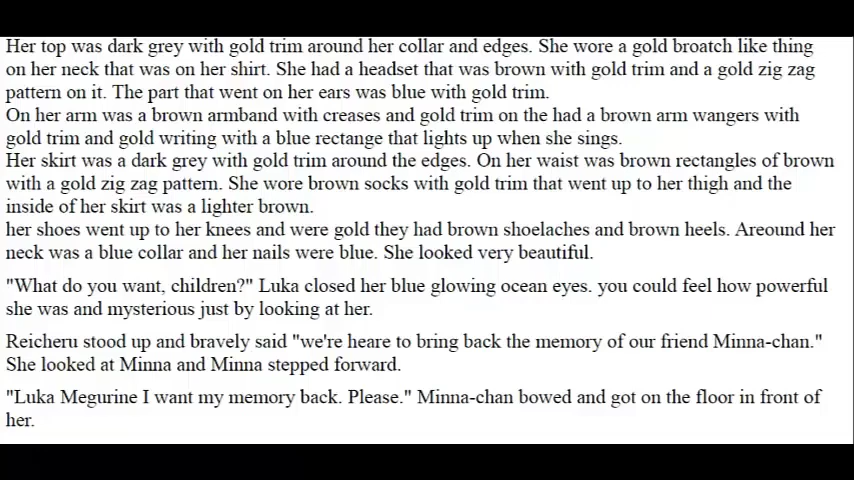 Her top was dark grey with gold trim around her collar and edges. She wore a gold broatch like thing
on her neck that was on her shirt. She had a headset that was brown with gold trim and a gold zig zag
pattern on it. The part that went on her ears was blue with gold trim.
On her arm was a brown armband with creases and gold trim on the had a brown arm wangers with
gold trim and gold writing with a blue rectange that lights up when she sings.
Her skirt was a dark grey with gold trim around the edges. On her waist was brown rectangles of brown
with a gold zig zag pattern. She wore brown socks with gold trim that went up to her thigh and the
inside of her skirt was a lighter brown.
her shoes went up to her knees and were gold they had brown shoelaches and brown heels. Areound her
neck was a blue collar and her nails were blue. She looked very beautiful.
"What do you want, children?" Luka closed her blue glowing ocean eyes. you could feel how powerful
she was and mysterious just by looking at her.
Reicheru stood up and bravely said "we're heare to bring back the memory of our friend Minna-chan."
She looked at Minna and Minna stepped forward.
"Luka Megurine I want my memory back. Please." Minna-chan bowed and got on the floor in front of
her.